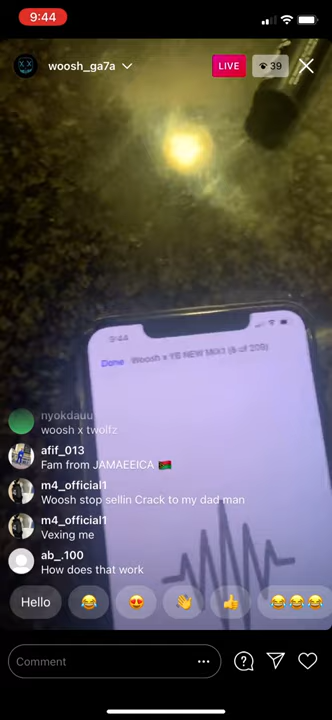 9:44
woosh_ga7a
LIVE
39
9:44
Done Woosh x YB NEW MIX1 (6 of 209)
nyokdauu
woosh x twolfz
afif_013
Fam from JAMAEEICA 🇲🇼
m4_official1
Woosh stop sellin Crack to my dad man
m4_official1
Vexing me
ab_.100
How does that work
Hello 😂 😍 👋 👍 😂😂😂
Comment